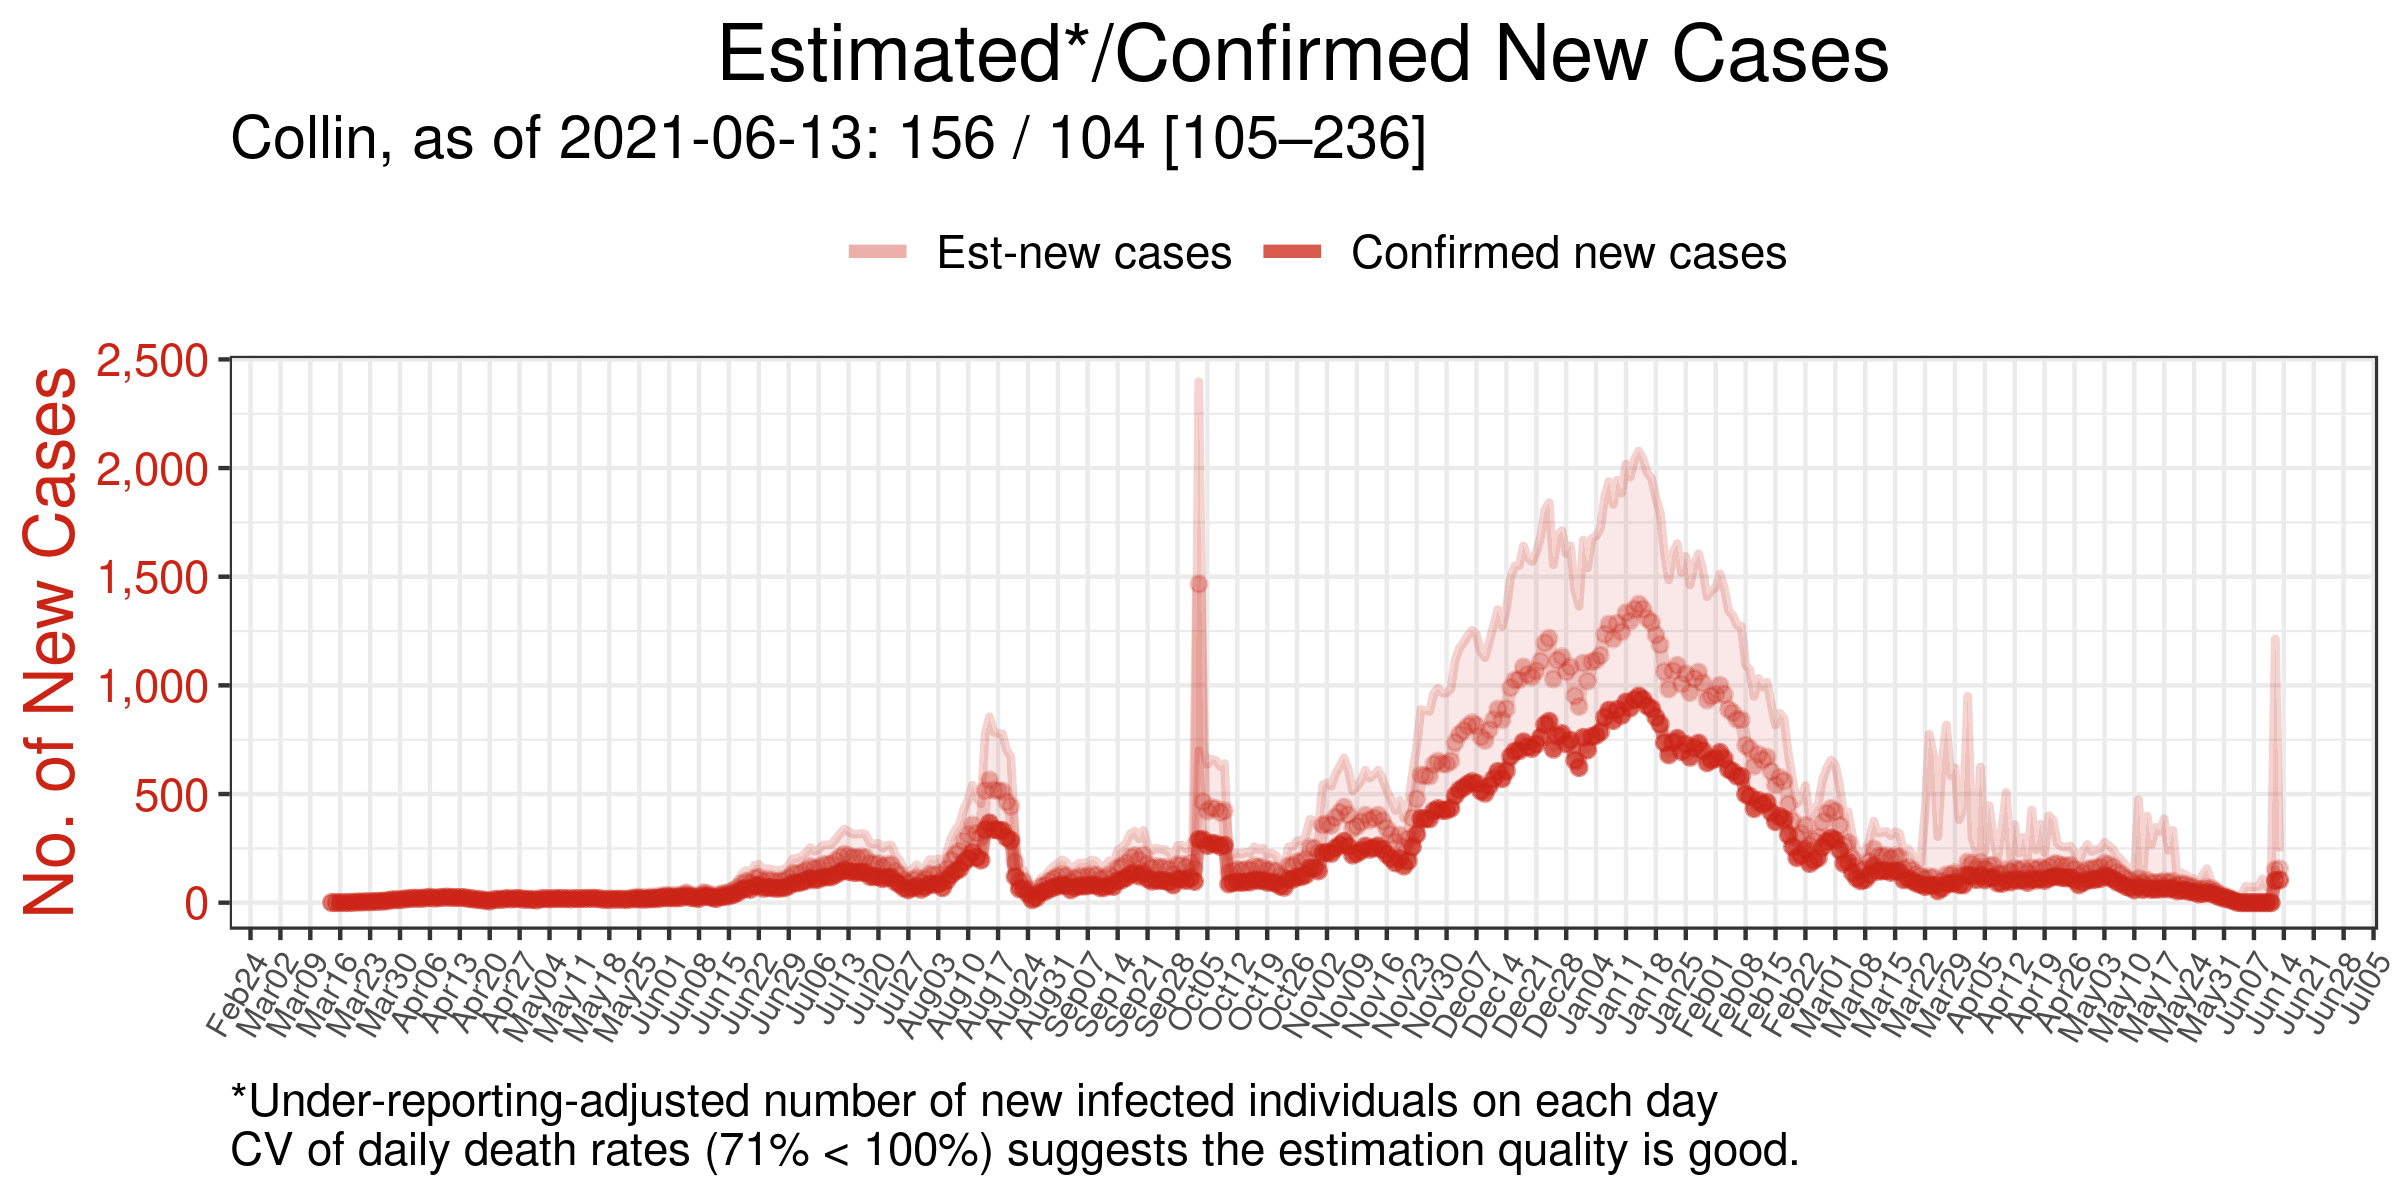 Estimated*/Confirmed New Cases
Collin, as of 2021-06-13: 156 / 104 [105–236]
Est-new cases Confirmed new cases
No. of New Cases
2,500
2,000
1,500
1,000
500
0
Feb24 Mar02 Mar09 Mar16 Mar23 Mar30 Apr06 Apr13 Apr20 Apr27 May04 May11 May18 May25 Jun01 Jun08 Jun15 Jun22 Jun29 Jul06 Jul13 Jul20 Jul27 Aug03 Aug10 Aug17 Aug24 Aug31 Sep07 Sep14 Sep21 Sep28 Oct05 Oct12 Oct19 Oct26 Nov02 Nov09 Nov16 Nov23 Nov30 Dec07 Dec14 Dec21 Dec28 Jan04 Jan11 Jan18 Jan25 Feb01 Feb08 Feb15 Feb22 Mar01 Mar08 Mar15 Mar22 Mar29 Apr05 Apr12 Apr19 Apr26 May03 May10 May17 May24 May31 Jun07 Jun14 Jun21 Jun28 Jul05
*Under-reporting-adjusted number of new infected individuals on each day
CV of daily death rates (71% < 100%) suggests the estimation quality is good.